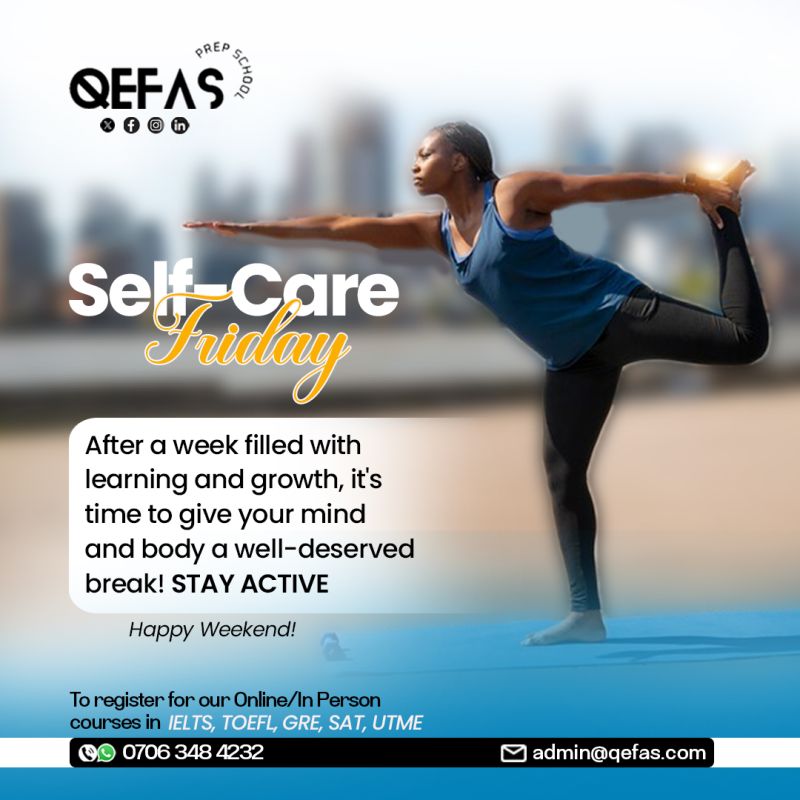 QEFAS
PREP SCHOOL
Self-Care
Friday
After a week filled with
learning and growth, it's
time to give your mind
and body a well-deserved
break! STAY ACTIVE
Happy Weekend!
To register for our Online/In Person
courses in IELTS, TOEFL, GRE, SAT, UTME
0706 348 4232
admin@qefas.com